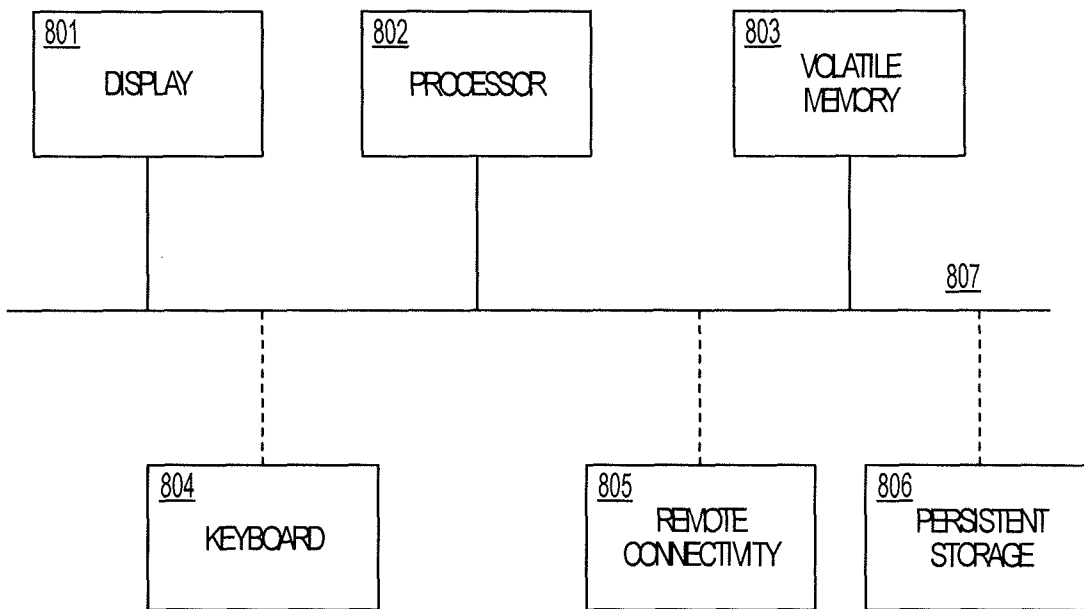 801
DISPLAY
802
PROCESSOR
803
VOLATILE
MEMORY
807
804
KEYBOARD
805
REMOTE
CONNECTIVITY
806
PERSISTENT
STORAGE